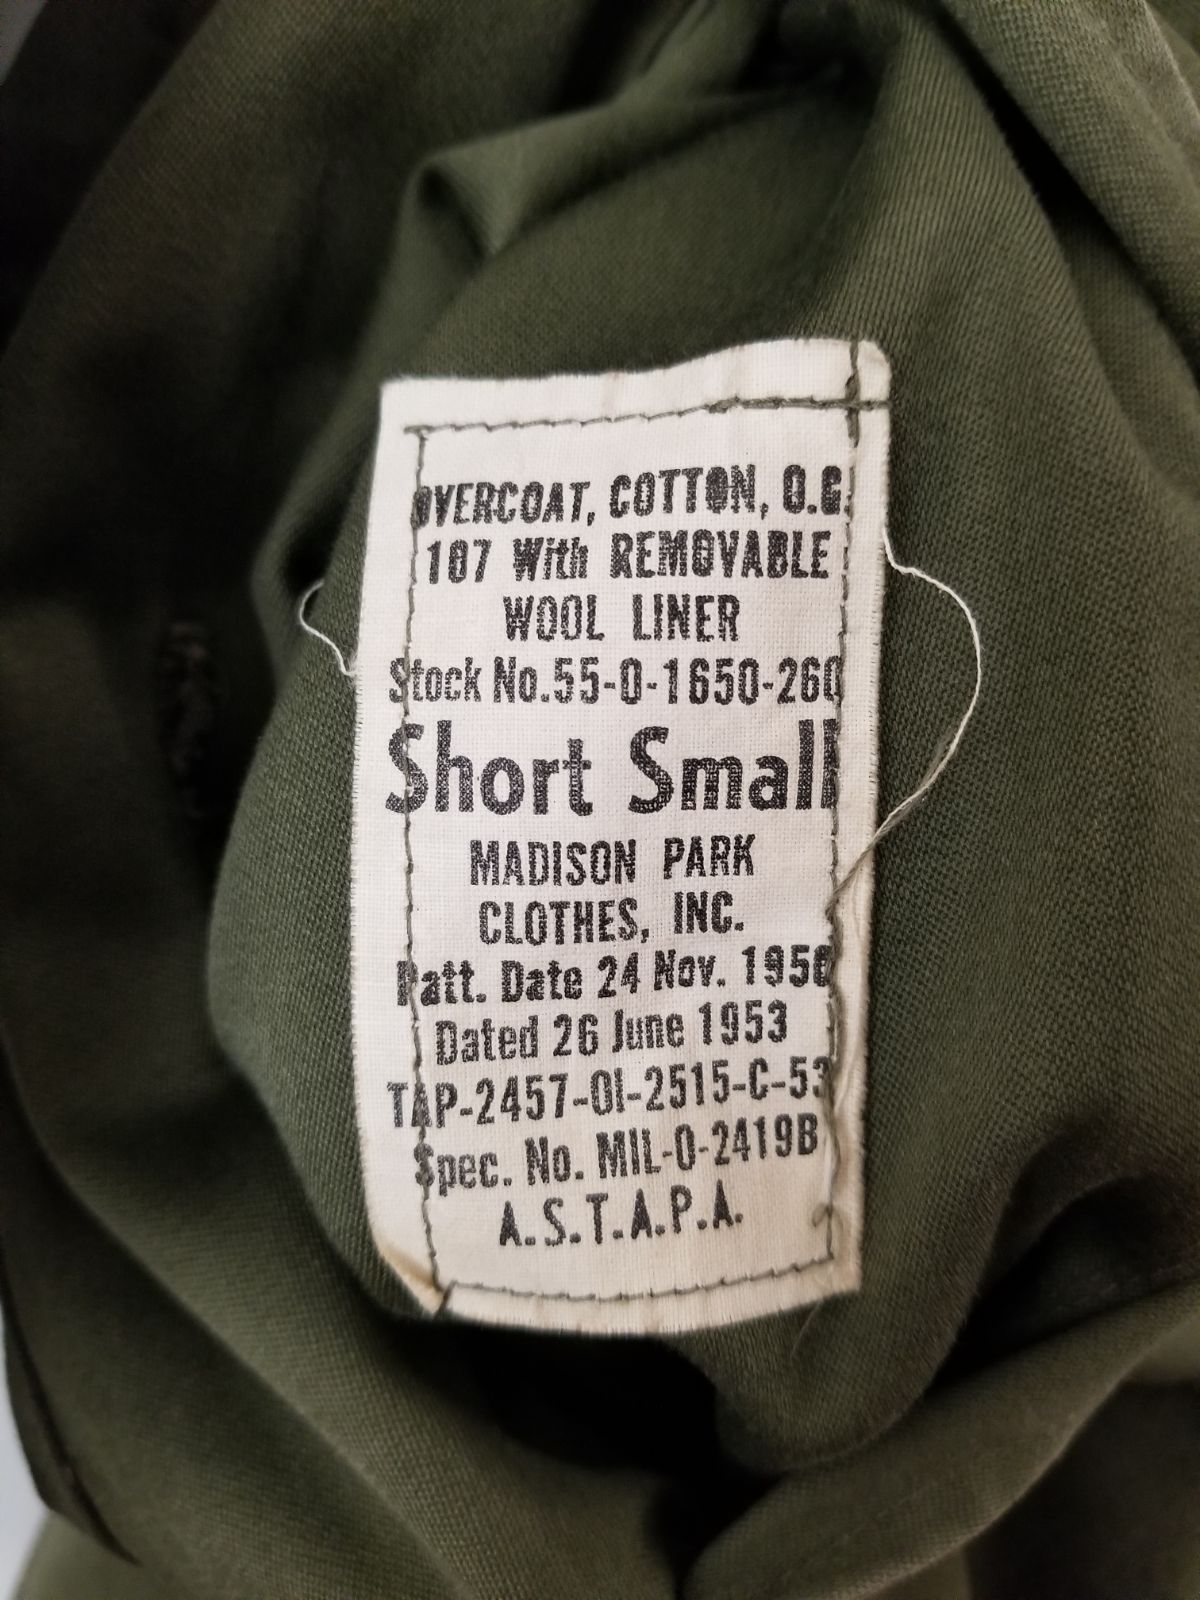 OVERCOAT, COTTON, O.G.
107 With REMOVABLE
WOOL LINER
Stock No.55-0-1650-260
Short Small
MADISON PARK
CLOTHES, INC.
Patt. Date 24 Nov. 1950
Dated 26 June 1953
TAP-2457-OI-2515-C-53
Spec. No. MIL-O-2419B
A.S.T.A.P.A.